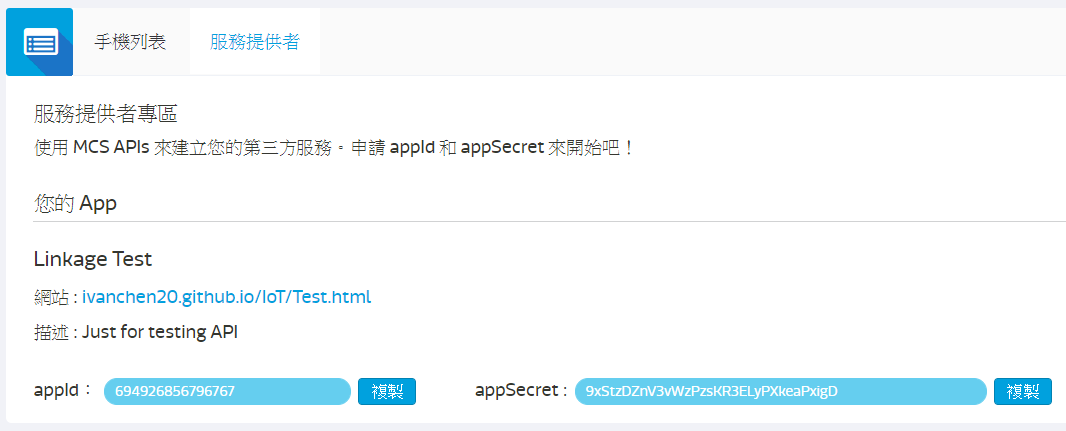 手機列表 服務提供者
服務提供者專區
使用 MCS APIs 來建立您的第三方服務。申請 appId 和 appSecret 來開始吧！
您的 App
Linkage Test
網站 : ivanchen20.github.io/IoT/Test.html
描述 : Just for testing API
appId： 694926856796767 複製 appSecret : 9xStzDZnV3vWzPzsKR3ELyPXkeaPxigD 複製